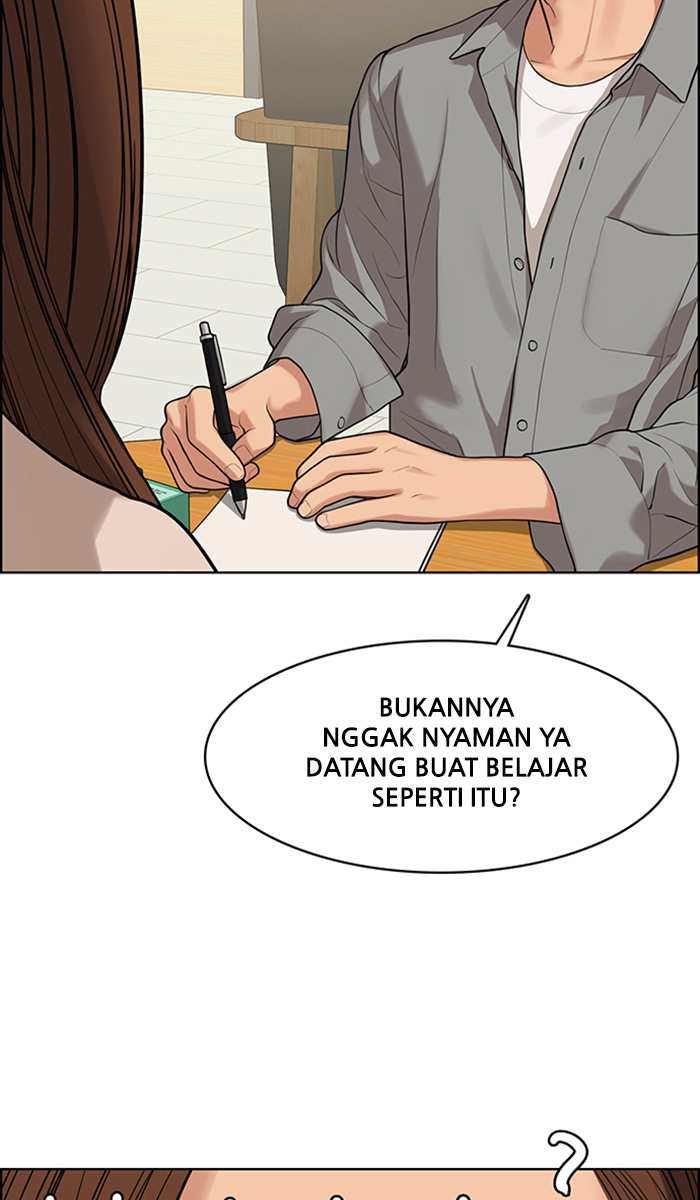 BUKANNYA
NGGAK NYAMAN YA
DATANG BUAT BELAJAR
SEPERTI ITU?
?